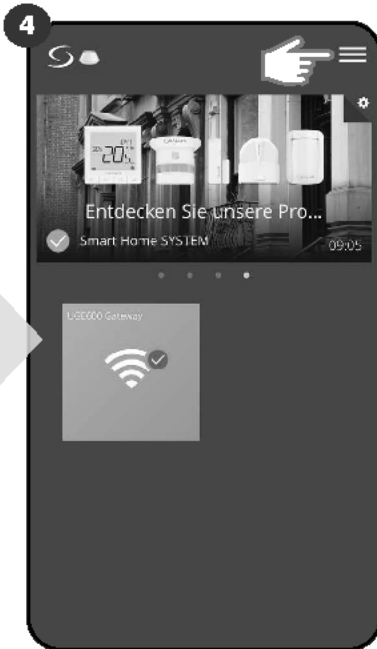 4
Entdecken Sie unsere Pro...
Smart Home SYSTEM
09:05
UGE600 Gateway